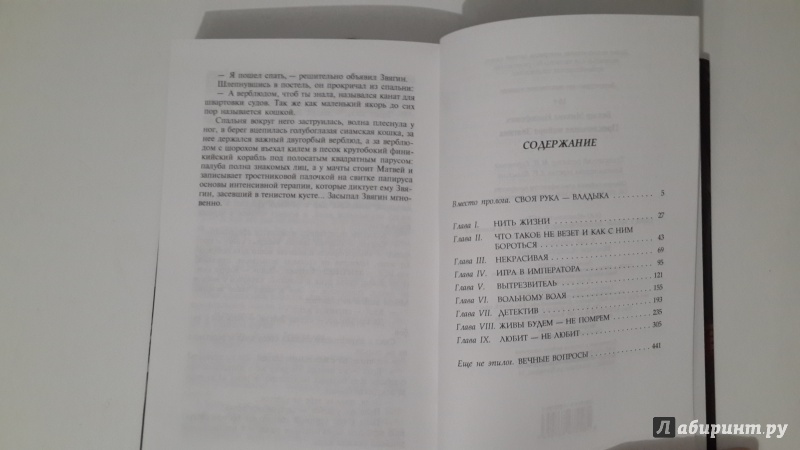 — Я пошел спать, — решительно объявил Звягин.
Шлепнувшись в постель, он прокричал из спальни:
— А верблюдом, чтоб ты знала, назывался канат для
швартовки судов. Так же как маленький якорь до сих
пор называется кошкой.
Спальня вокруг него заструилась, волна плеснула у
ног, в берег вцепилась голубоглазая сиамская кошка, за
нее держался важный двугорбый верблюд, а за верблю-
дом с шорохом въехал килем в песок крутобокий фини-
кийский корабль под полосатым квадратным парусом:
палуба полна знакомых лиц, а у мачты стоит Матвей и
записывает тростниковой палочкой на свитке папируса
основы интенсивной терапии, которые диктует ему Звя-
гин, засевший в тенистом кусте... Засыпал Звягин мгно-
венно.
СОДЕРЖАНИЕ
Вместо пролога. СВОЯ РУКА — ВЛАДЫКА 5
Глава I. НИТЬ ЖИЗНИ 27
Глава II. ЧТО ТАКОЕ НЕ ВЕЗЕТ И КАК С НИМ
БОРОТЬСЯ 43
Глава III. НЕКРАСИВАЯ 69
Глава IV. ИГРА В ИМПЕРАТОРА 95
Глава V. ВЫТРЕЗВИТЕЛЬ 121
Глава VI. ВОЛЬНОМУ ВОЛЯ 155
Глава VII. ДЕТЕКТИВ 193
Глава VIII. ЖИВЫ БУДЕМ — НЕ ПОМРЕМ 235
Глава IX. ЛЮБИТ — НЕ ЛЮБИТ 305
Еще не эпилог. ВЕЧНЫЕ ВОПРОСЫ 441
Лабиринт.ру